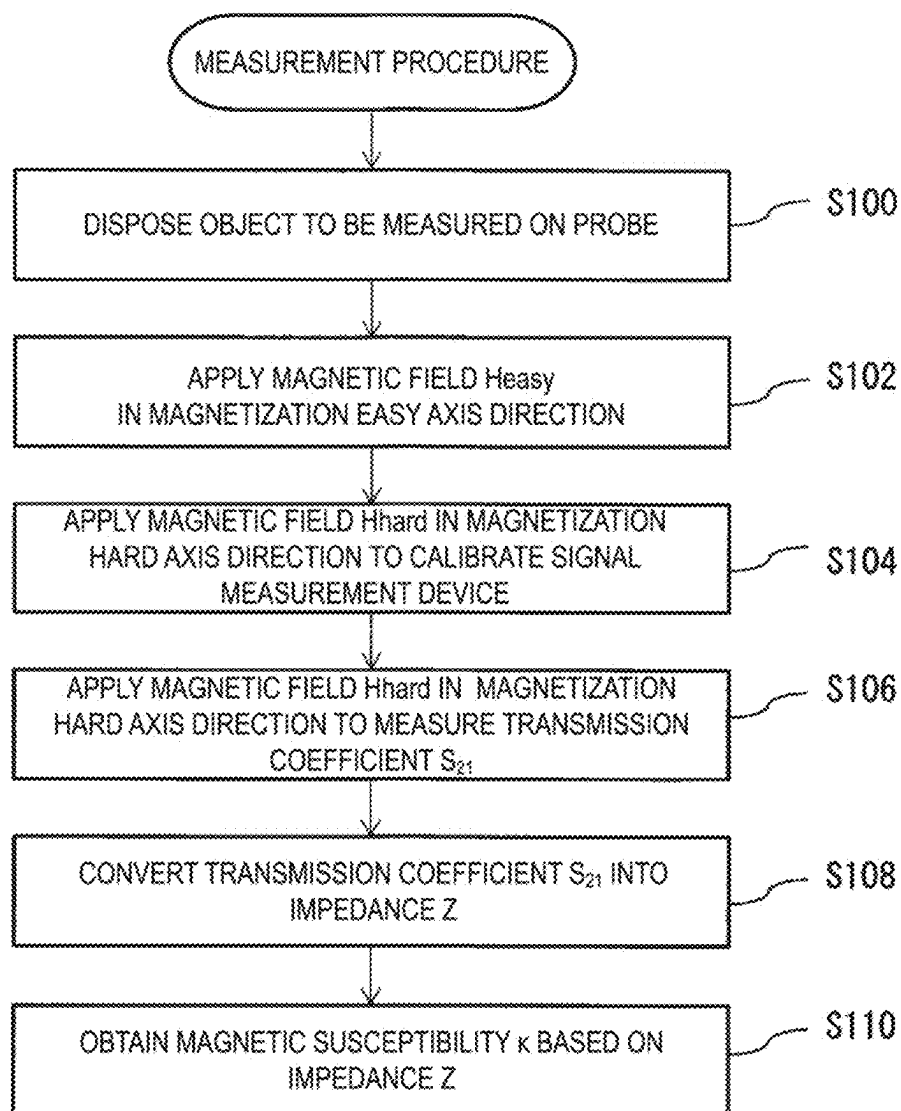 MEASUREMENT PROCEDURE
DISPOSE OBJECT TO BE MEASURED ON PROBE
S100
APPLY MAGNETIC FIELD Heasy
IN MAGNETIZATION EASY AXIS DIRECTION
S102
APPLY MAGNETIC FIELD Hhard IN MAGNETIZATION
HARD AXIS DIRECTION TO CALIBRATE SIGNAL
MEASUREMENT DEVICE
S104
APPLY MAGNETIC FIELD Hhard IN MAGNETIZATION
HARD AXIS DIRECTION TO MEASURE TRANSMISSION
COEFFICIENT S₂₁
S106
CONVERT TRANSMISSION COEFFICIENT S₂₁ INTO
IMPEDANCE Z
S108
OBTAIN MAGNETIC SUSCEPTIBILITY κ BASED ON
IMPEDANCE Z
S110